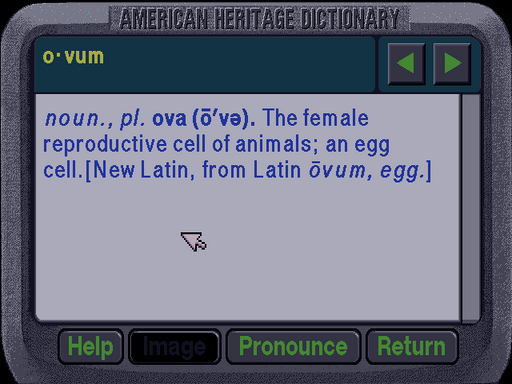 AMERICAN HERITAGE DICTIONARY
o·vum
noun., pl. ova (ō′və). The female
reproductive cell of animals; an egg
cell.[New Latin, from Latin ōvum, egg.]
Help Image Pronounce Return